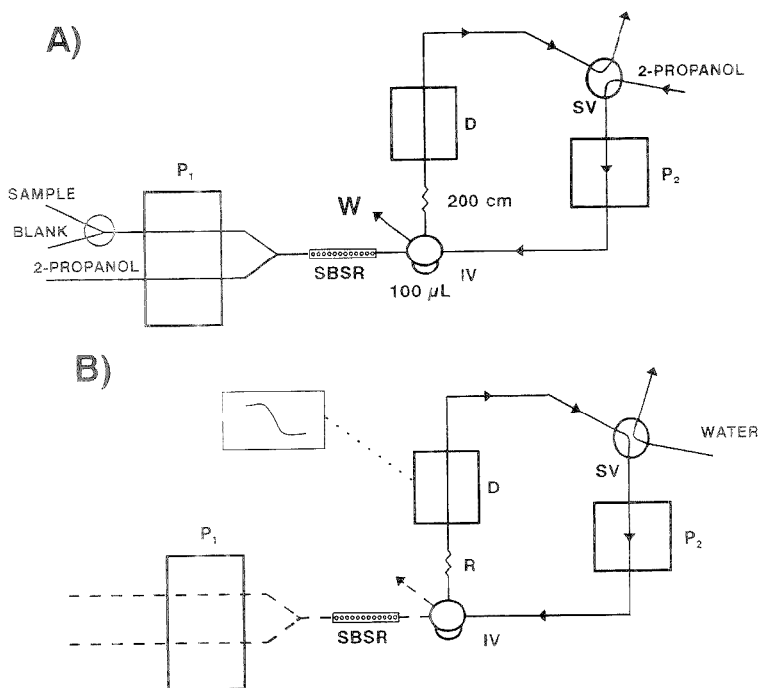 A)
2-PROPANOL
SV
D
P1
P2
SAMPLE
W
200 cm
BLANK
2-PROPANOL
SBSR
IV
100 µL
B)
WATER
SV
D
P1
P2
R
SBSR
IV